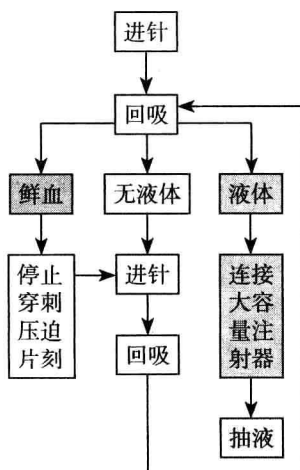 进针
回吸
鲜血
无液体
液体
停止
穿刺
压迫
片刻
进针
连接
大容
量注
射器
回吸
抽液